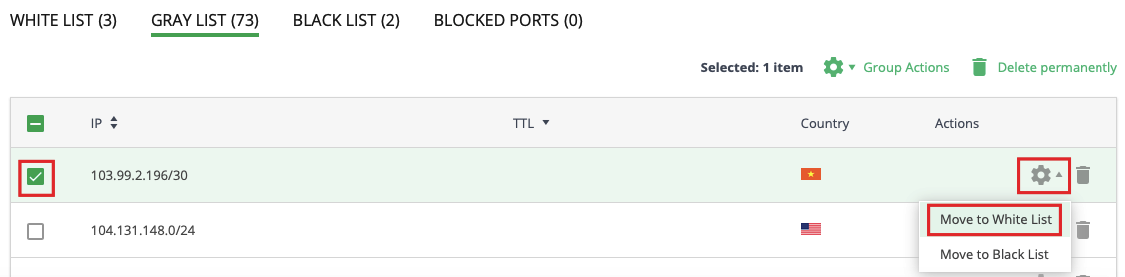 WHITE LIST (3) GRAY LIST (73) BLACK LIST (2) BLOCKED PORTS (0)
Selected: 1 item Group Actions Delete permanently
IP TTL Country Actions
103.99.2.196/30
Move to White List
104.131.148.0/24
Move to Black List